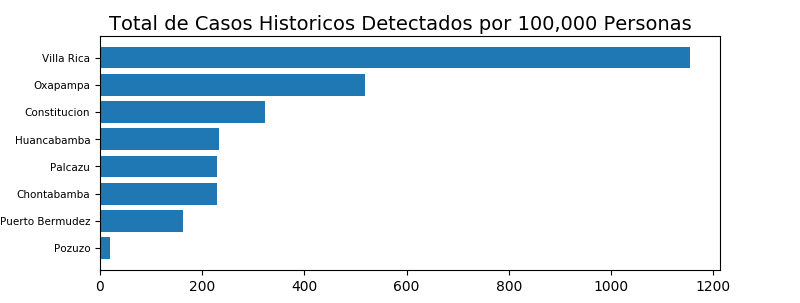 Total de Casos Historicos Detectados por 100,000 Personas
Villa Rica
Oxapampa
Constitucion
Huancabamba
Palcazu
Chontabamba
Puerto Bermudez
Pozuzo
0 200 400 600 800 1000 1200